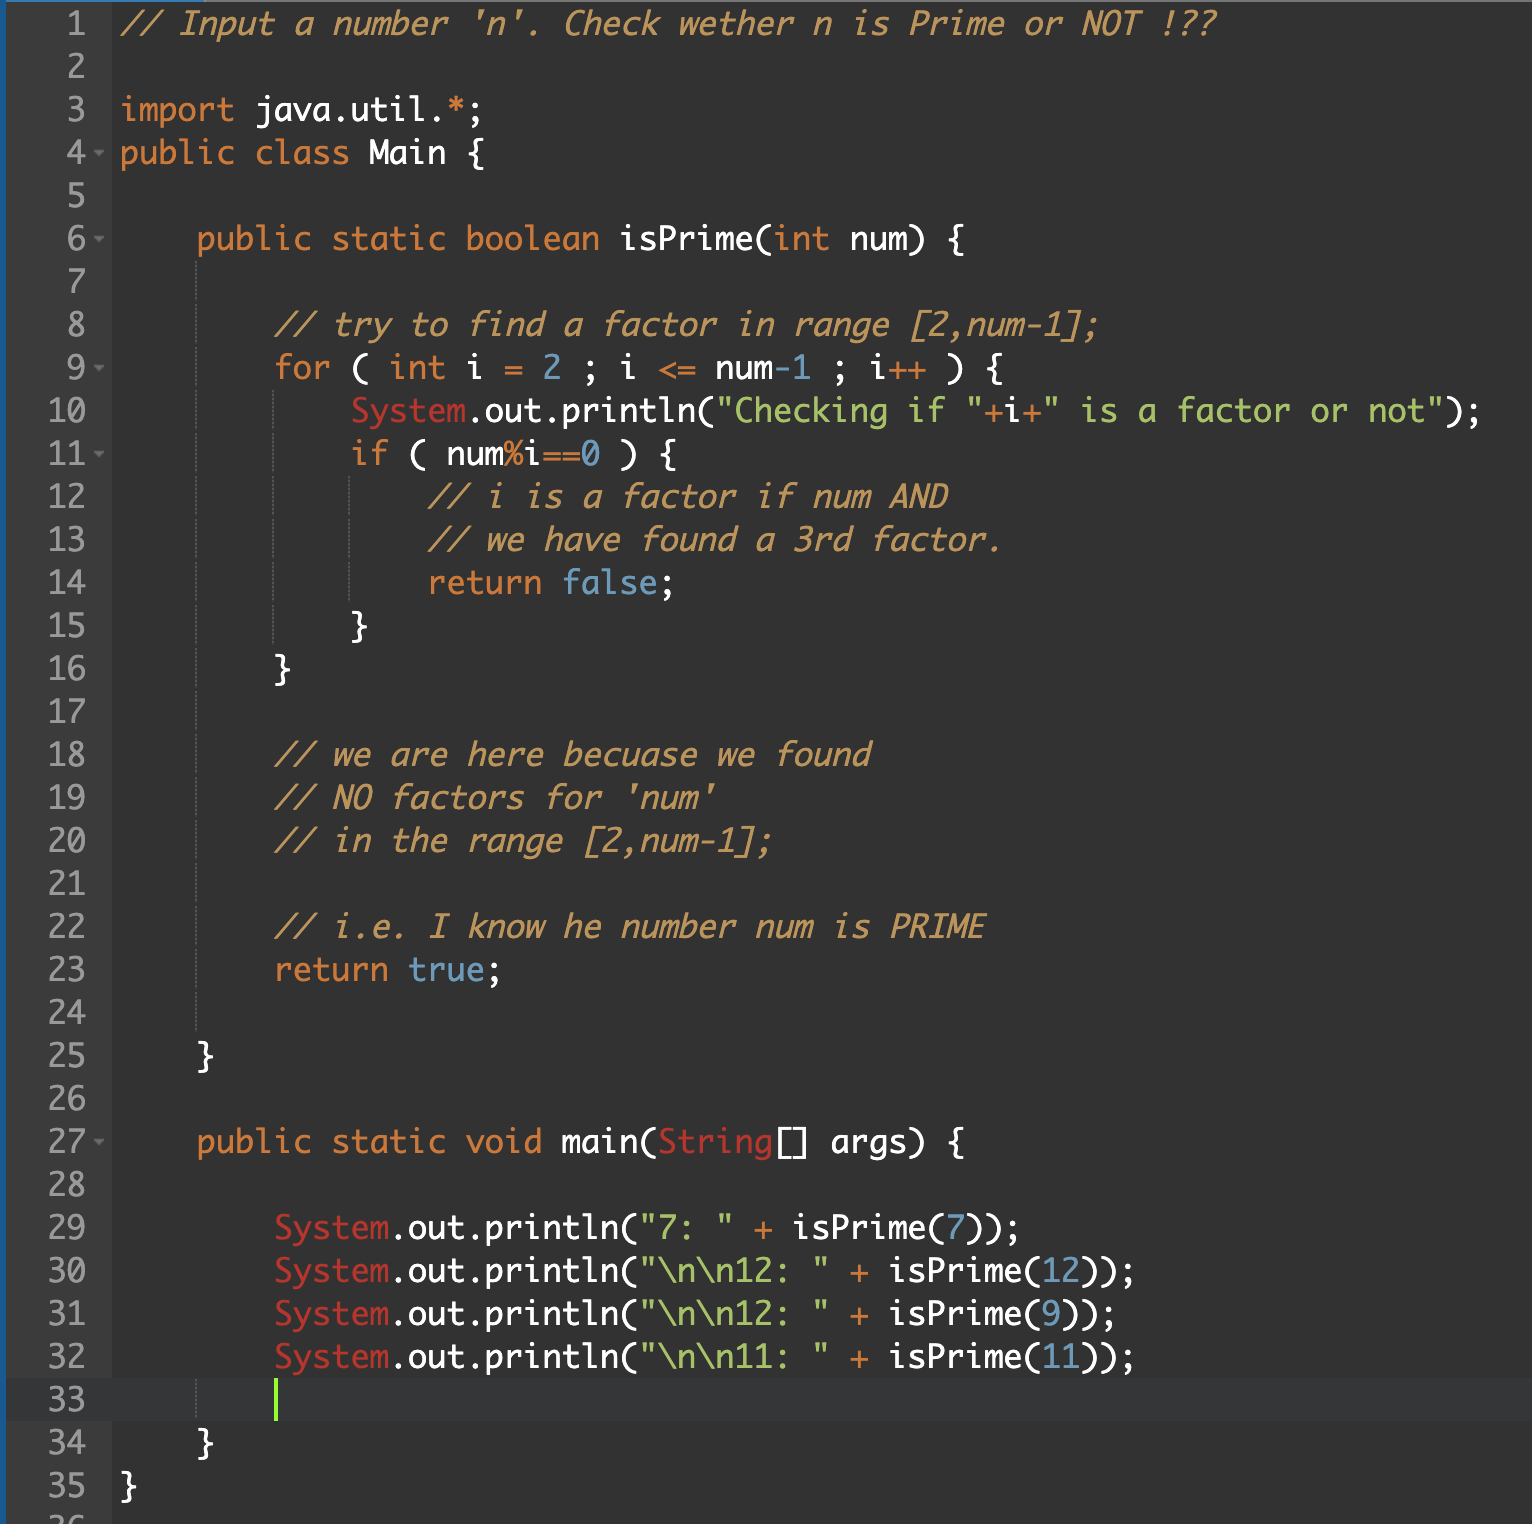 1 // Input a number 'n'. Check wether n is Prime or NOT !??
2
3 import java.util.*;
4 public class Main {
5
6 public static boolean isPrime(int num) {
7
8 // try to find a factor in range [2,num-1];
9 for ( int i = 2 ; i <= num-1 ; i++ ) {
10 System.out.println("Checking if "+i+" is a factor or not");
11 if ( num%i==0 ) {
12 // i is a factor if num AND
13 // we have found a 3rd factor.
14 return false;
15 }
16 }
17
18 // we are here becuase we found
19 // NO factors for 'num'
20 // in the range [2,num-1];
21
22 // i.e. I know he number num is PRIME
23 return true;
24
25 }
26
27 public static void main(String[] args) {
28
29 System.out.println("7: " + isPrime(7));
30 System.out.println("\n\n12: " + isPrime(12));
31 System.out.println("\n\n12: " + isPrime(9));
32 System.out.println("\n\n11: " + isPrime(11));
33
34 }
35 }